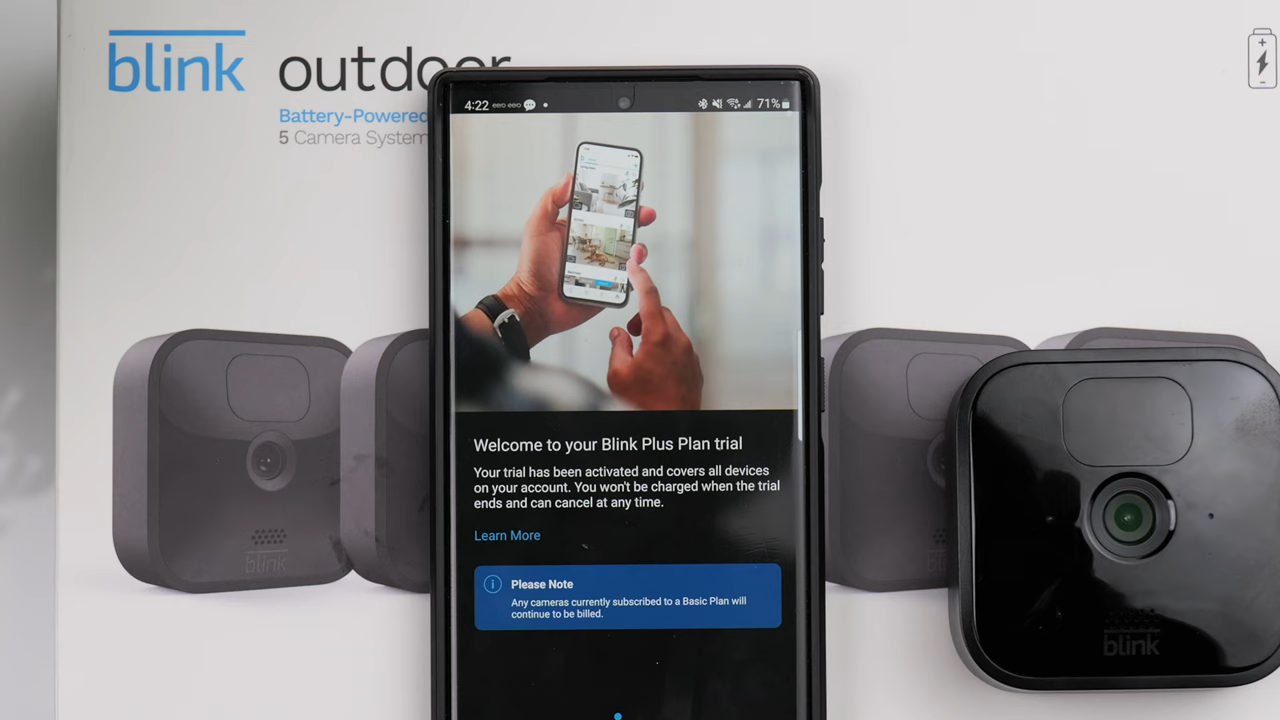 blink outdoor
Battery-Powered
5 Camera System
4:22 eero eero 71%
Welcome to your Blink Plus Plan trial
Your trial has been activated and covers all devices
on your account. You won't be charged when the trial
ends and can cancel at any time.
Learn More
Please Note
Any cameras currently subscribed to a Basic Plan will
continue to be billed.
blink
blink